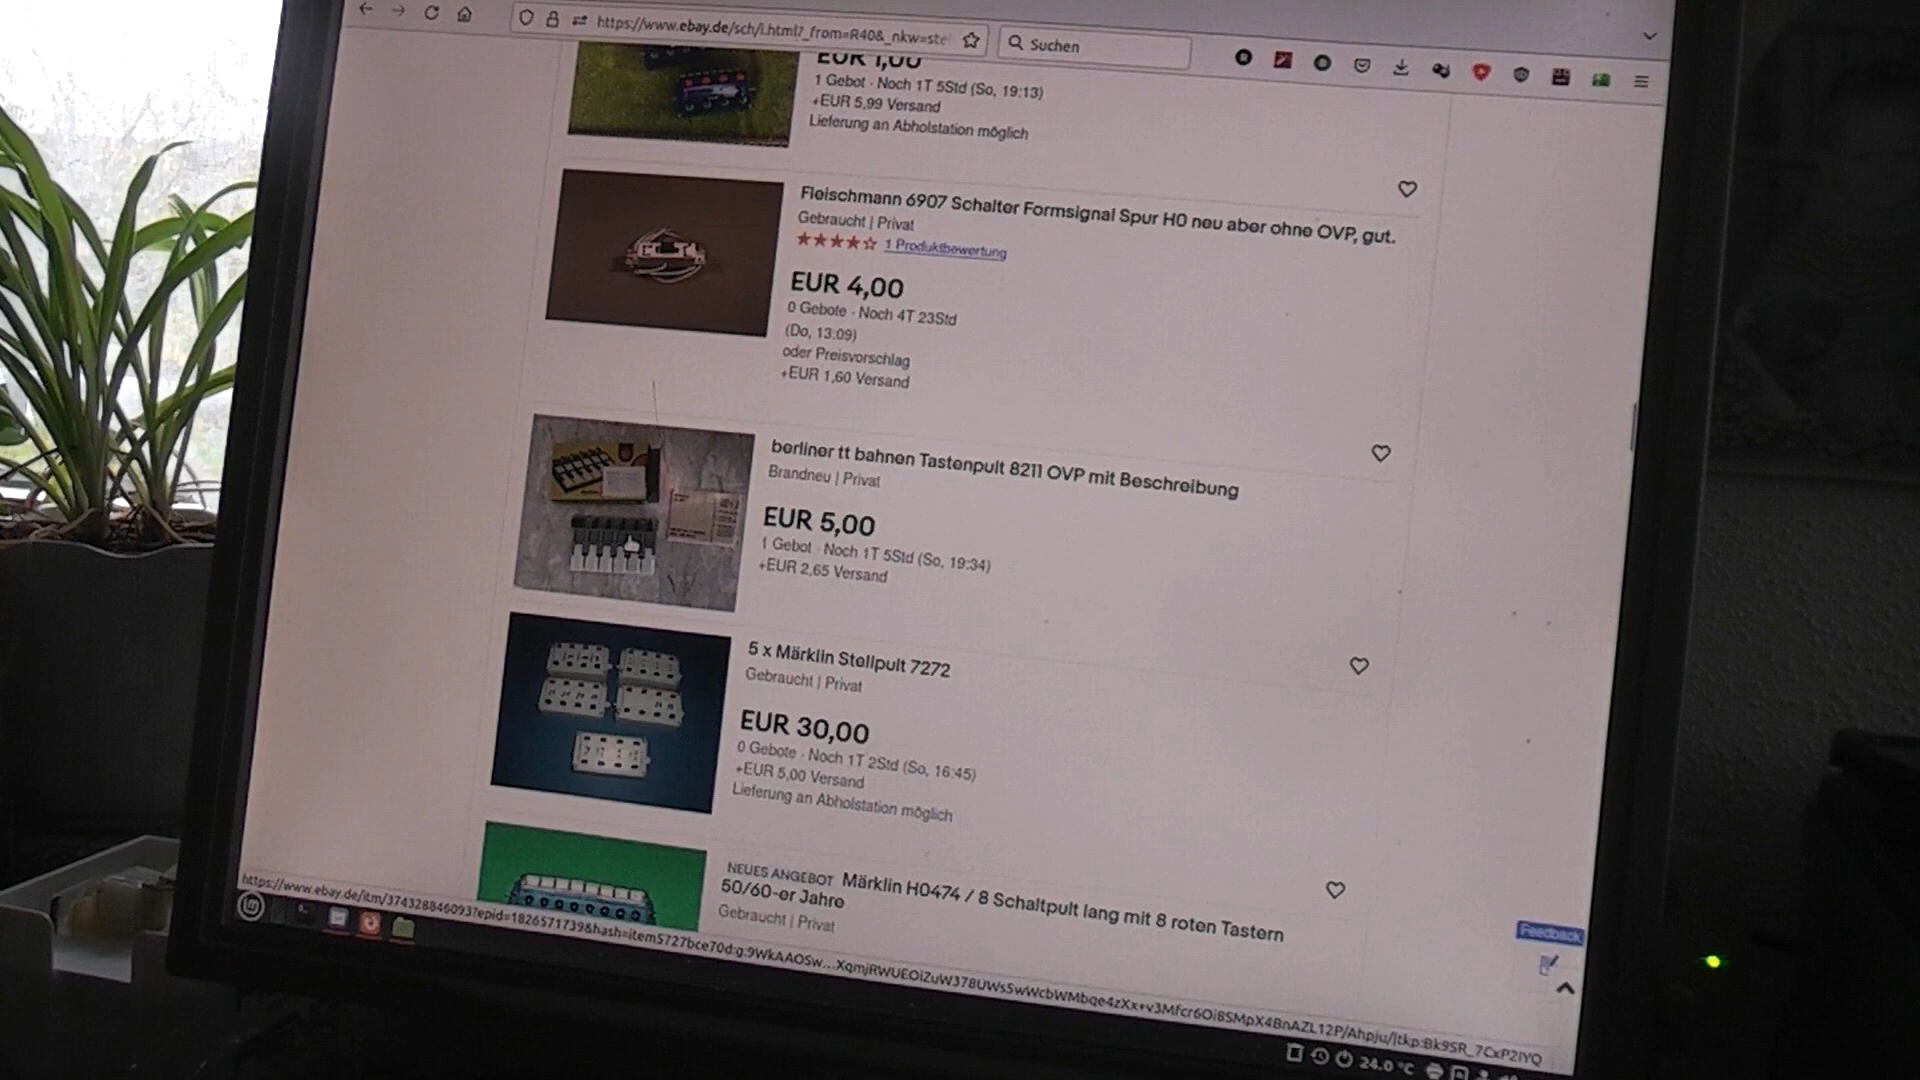 https://www.ebay.de/sch/i.html?_from=R40&_nkw=ste
Suchen
EUR 1,00
1 Gebot · Noch 1T 5Std (So, 19:13)
+EUR 5,99 Versand
Lieferung an Abholstation möglich
Fleischmann 6907 Schalter Formsignal Spur H0 neu aber ohne OVP, gut.
Gebraucht | Privat
1 Produktbewertung
EUR 4,00
0 Gebote · Noch 4T 23Std
(Do, 13:09)
oder Preisvorschlag
+EUR 1,60 Versand
berliner tt bahnen Tastenpult 8211 OVP mit Beschreibung
Brandneu | Privat
EUR 5,00
1 Gebot · Noch 1T 5Std (So, 19:34)
+EUR 2,65 Versand
5 x Märklin Stellpult 7272
Gebraucht | Privat
EUR 30,00
0 Gebote · Noch 1T 2Std (So, 16:45)
+EUR 5,00 Versand
Lieferung an Abholstation möglich
NEUES ANGEBOT Märklin H0474 / 8 Schaltpult lang mit 8 roten Tastern
50/60-er Jahre
Gebraucht | Privat
Feedback
24.0 °C